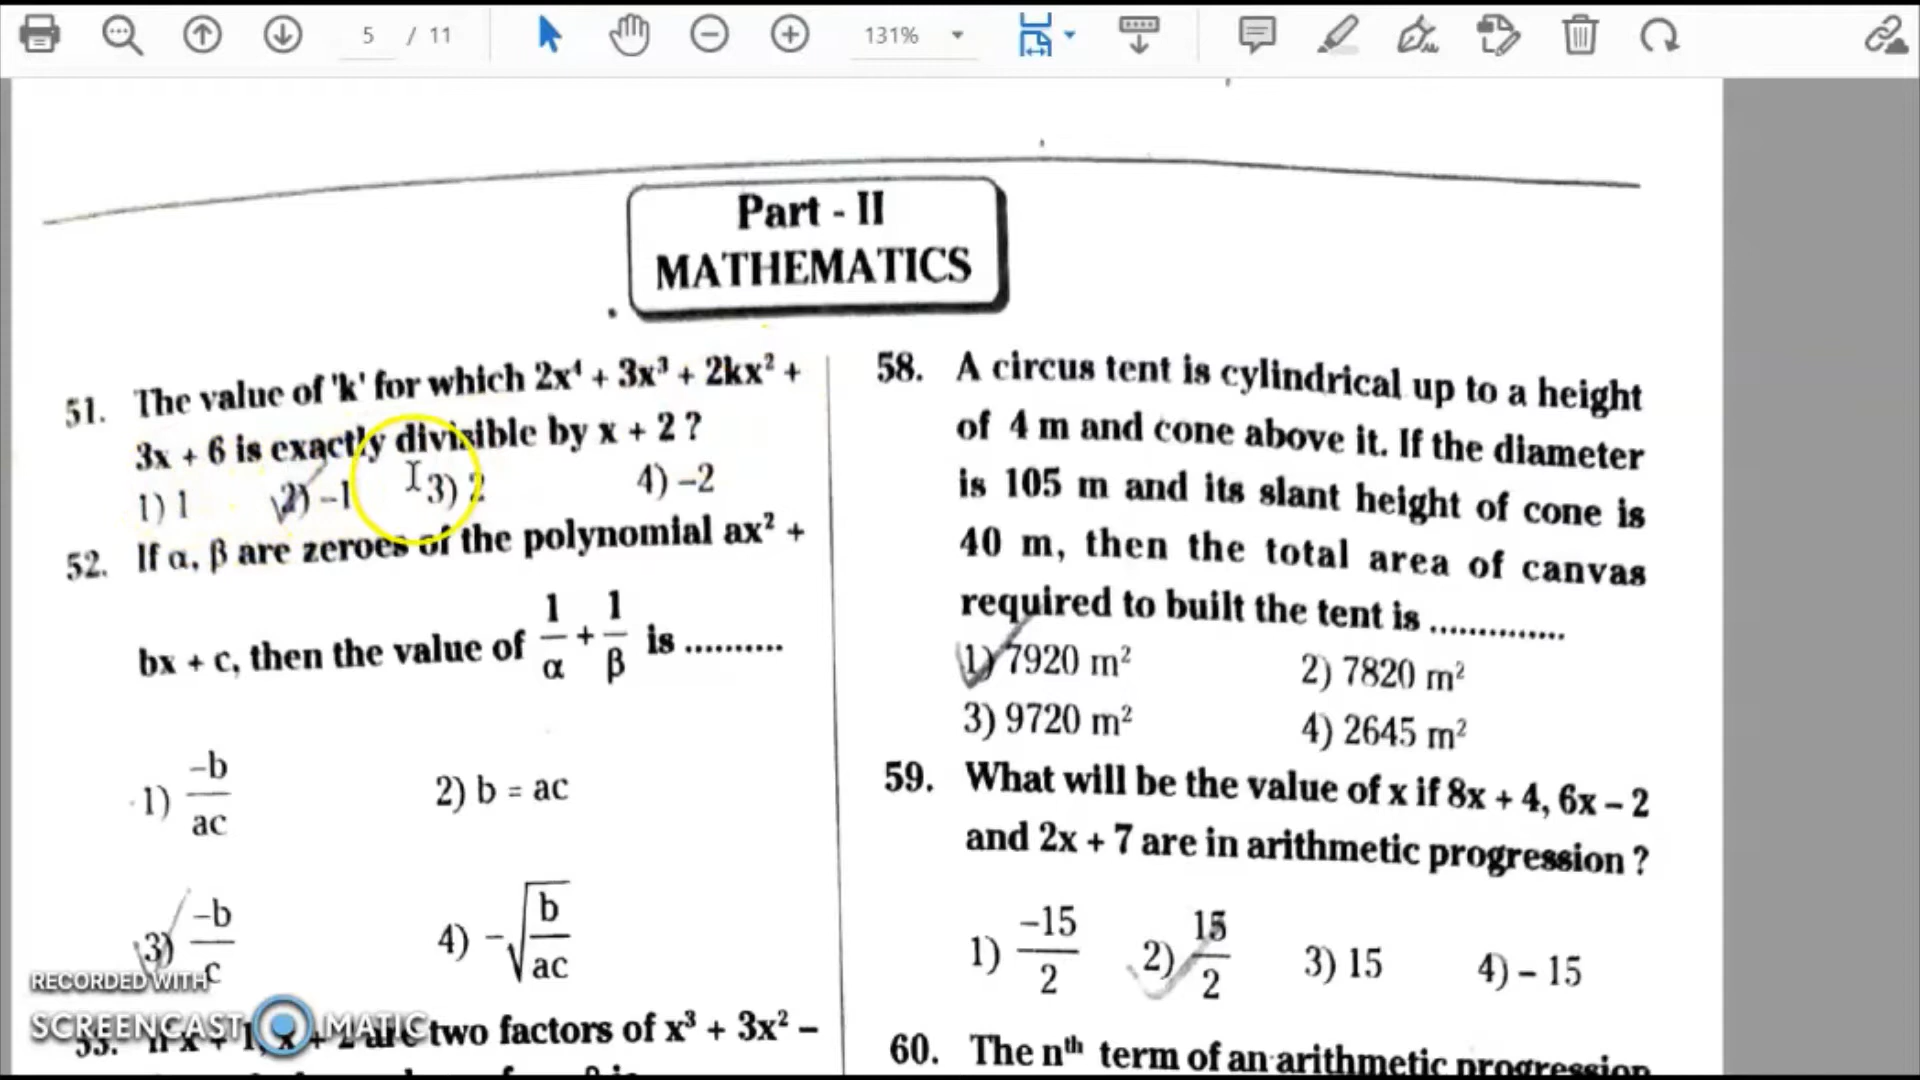 5 / 11
131%
Part - II
MATHEMATICS
51. The value of 'k' for which 2x⁴ + 3x³ + 2kx² +
3x + 6 is exactly divisible by x + 2 ?
1) 1 2) -1 3) 2 4) -2
52. If α, β are zeroes of the polynomial ax² +
bx + c, then the value of 1/α + 1/β is ..........
1) -b/ac 2) b = ac
3) -b/c 4) -√(b/ac)
two factors of x³ + 3x² –
58. A circus tent is cylindrical up to a height
of 4 m and cone above it. If the diameter
is 105 m and its slant height of cone is
40 m, then the total area of canvas
required to built the tent is ..............
1) 7920 m² 2) 7820 m²
3) 9720 m² 4) 2645 m²
59. What will be the value of x if 8x + 4, 6x – 2
and 2x + 7 are in arithmetic progression ?
1) -15/2 2) 15/2 3) 15 4) – 15
60. The nth term of an arithmetic progression
RECORDED WITH
SCREENCAST MATIC